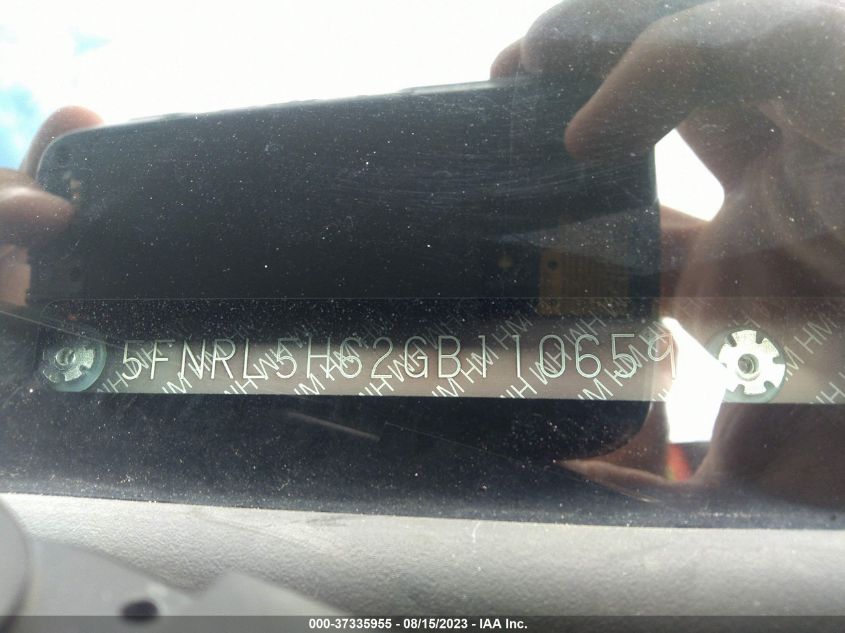 5FNRL5H62GB110659
000-37335955 - 08/15/2023 - IAA Inc.